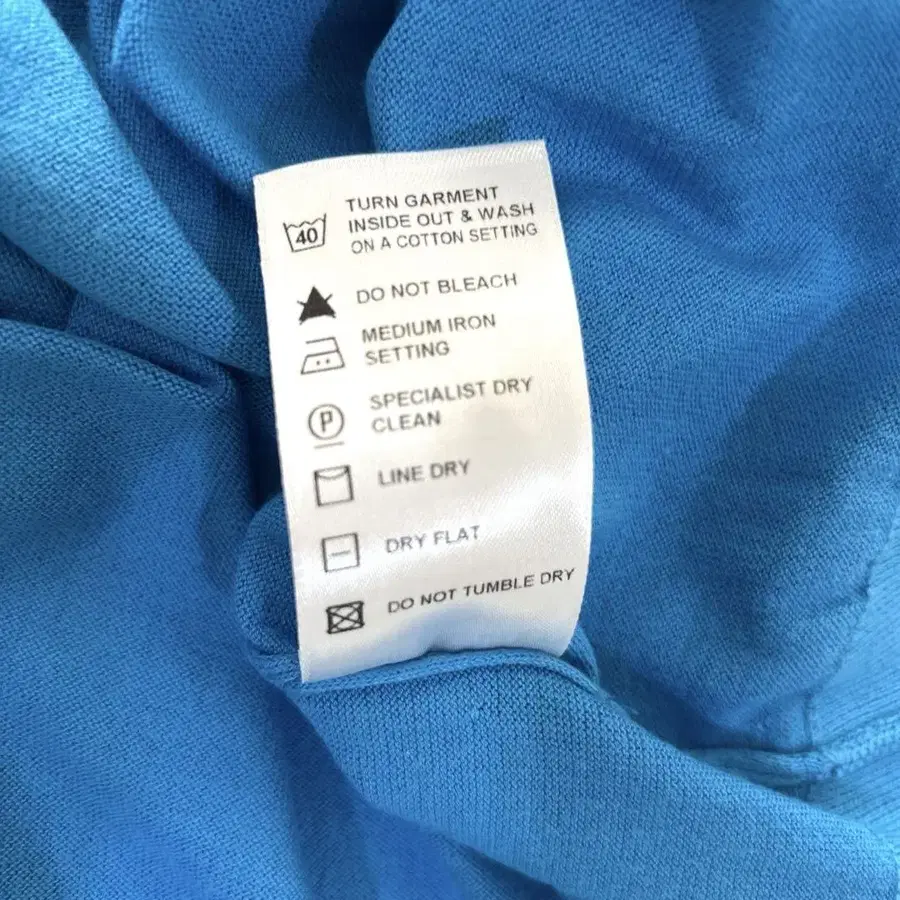 40
TURN GARMENT
INSIDE OUT & WASH
ON A COTTON SETTING
DO NOT BLEACH
MEDIUM IRON
SETTING
P
SPECIALIST DRY
CLEAN
LINE DRY
DRY FLAT
DO NOT TUMBLE DRY